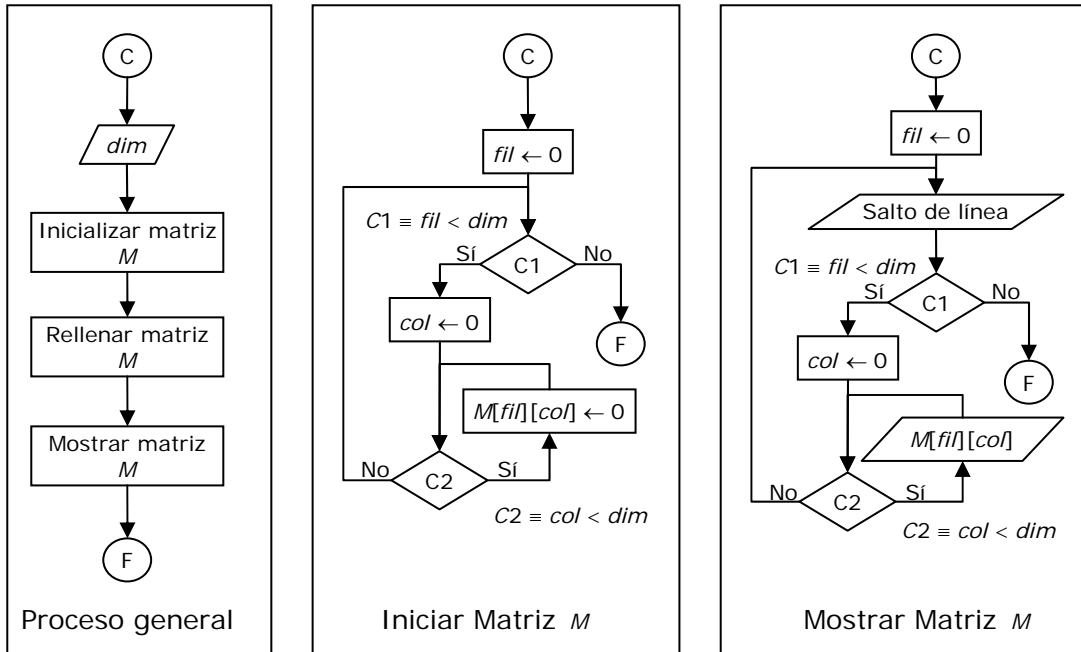 C
dim
Inicializar matriz
M
Rellenar matriz
M
Mostrar matriz
M
F
Proceso general
C
fil ← 0
C1 ≡ fil < dim
Sí
C1
No
col ← 0
F
M[fil][col] ← 0
No
C2
Sí
C2 ≡ col < dim
Iniciar Matriz M
C
fil ← 0
Salto de línea
C1 ≡ fil < dim
Sí
C1
No
col ← 0
F
M[fil][col]
No
C2
Sí
C2 ≡ col < dim
Mostrar Matriz M